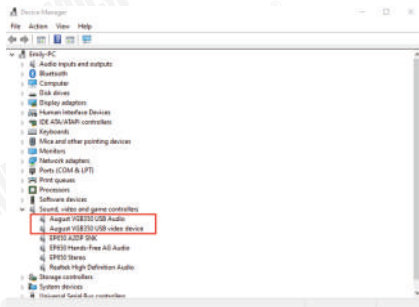 Device Manager
File Action View Help
Emily-PC
Audio inputs and outputs
Bluetooth
Computer
Disk drives
Display adaptors
Human Interface Devices
IDE ATA/ATAPI controllers
Keyboards
Mice and other pointing devices
Monitors
Network adapters
Ports (COM & LPT)
Print queues
Processors
Software devices
Sound, video and game controllers
August VGB350 USB Audio
August VGB350 USB video device
EP650 A2DP SNK
EP650 Hands-Free AG Audio
EP650 Stereo
Realtek High Definition Audio
Storage controllers
System devices
Universal Serial Bus controllers